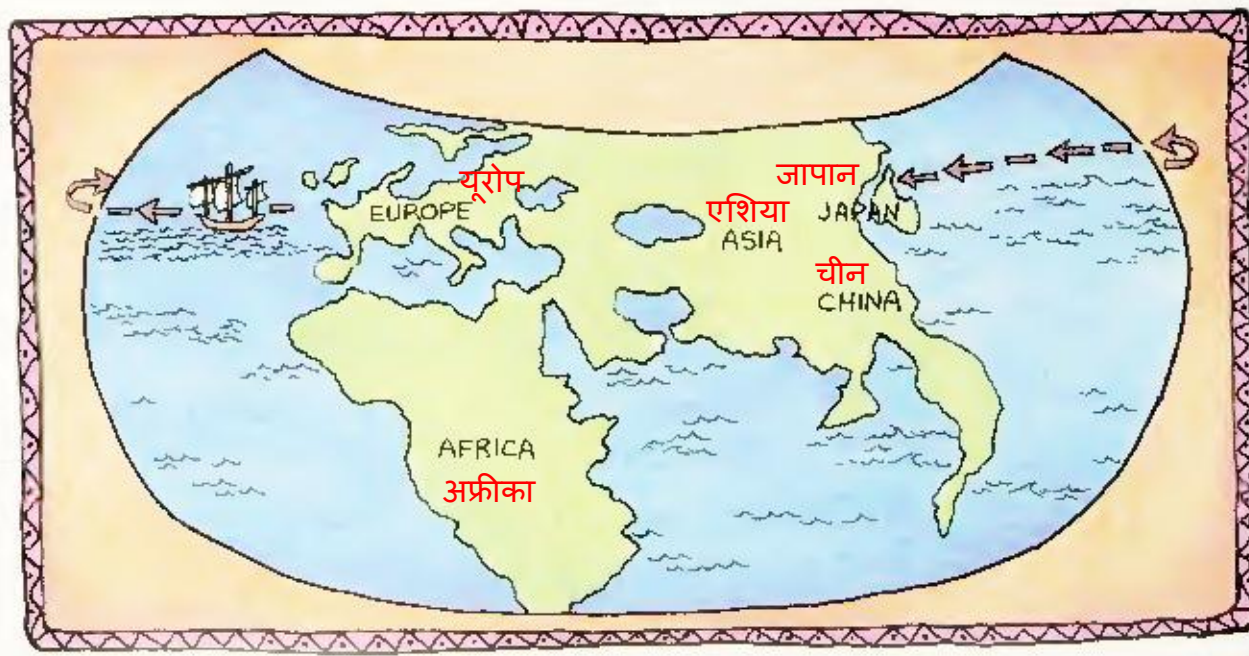 यूरोप
EUROPE
एशिया
ASIA
जापान
JAPAN
चीन
CHINA
AFRICA
अफ्रीका